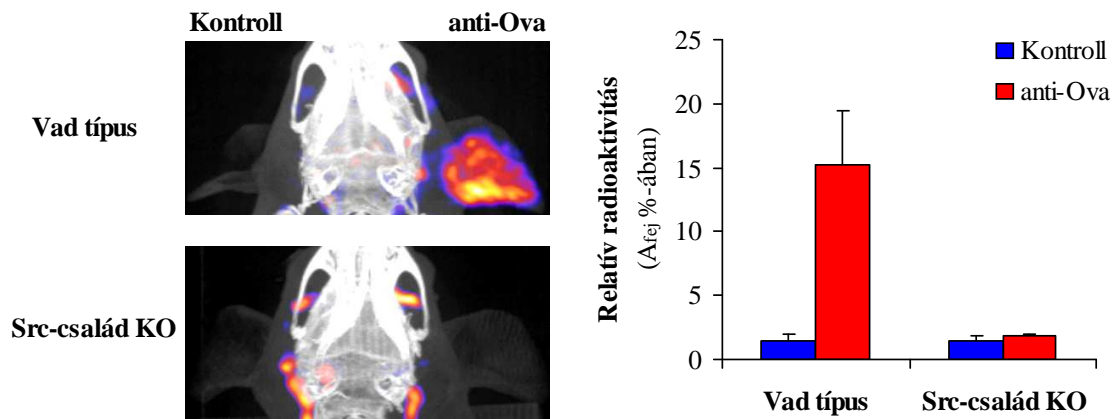 Kontroll anti-Ova
Vad típus
Src-család KO
25
20
15
10
5
0
Relatív radioaktivitás
(Afej %-ában)
Kontroll
anti-Ova
Vad típus Src-család KO